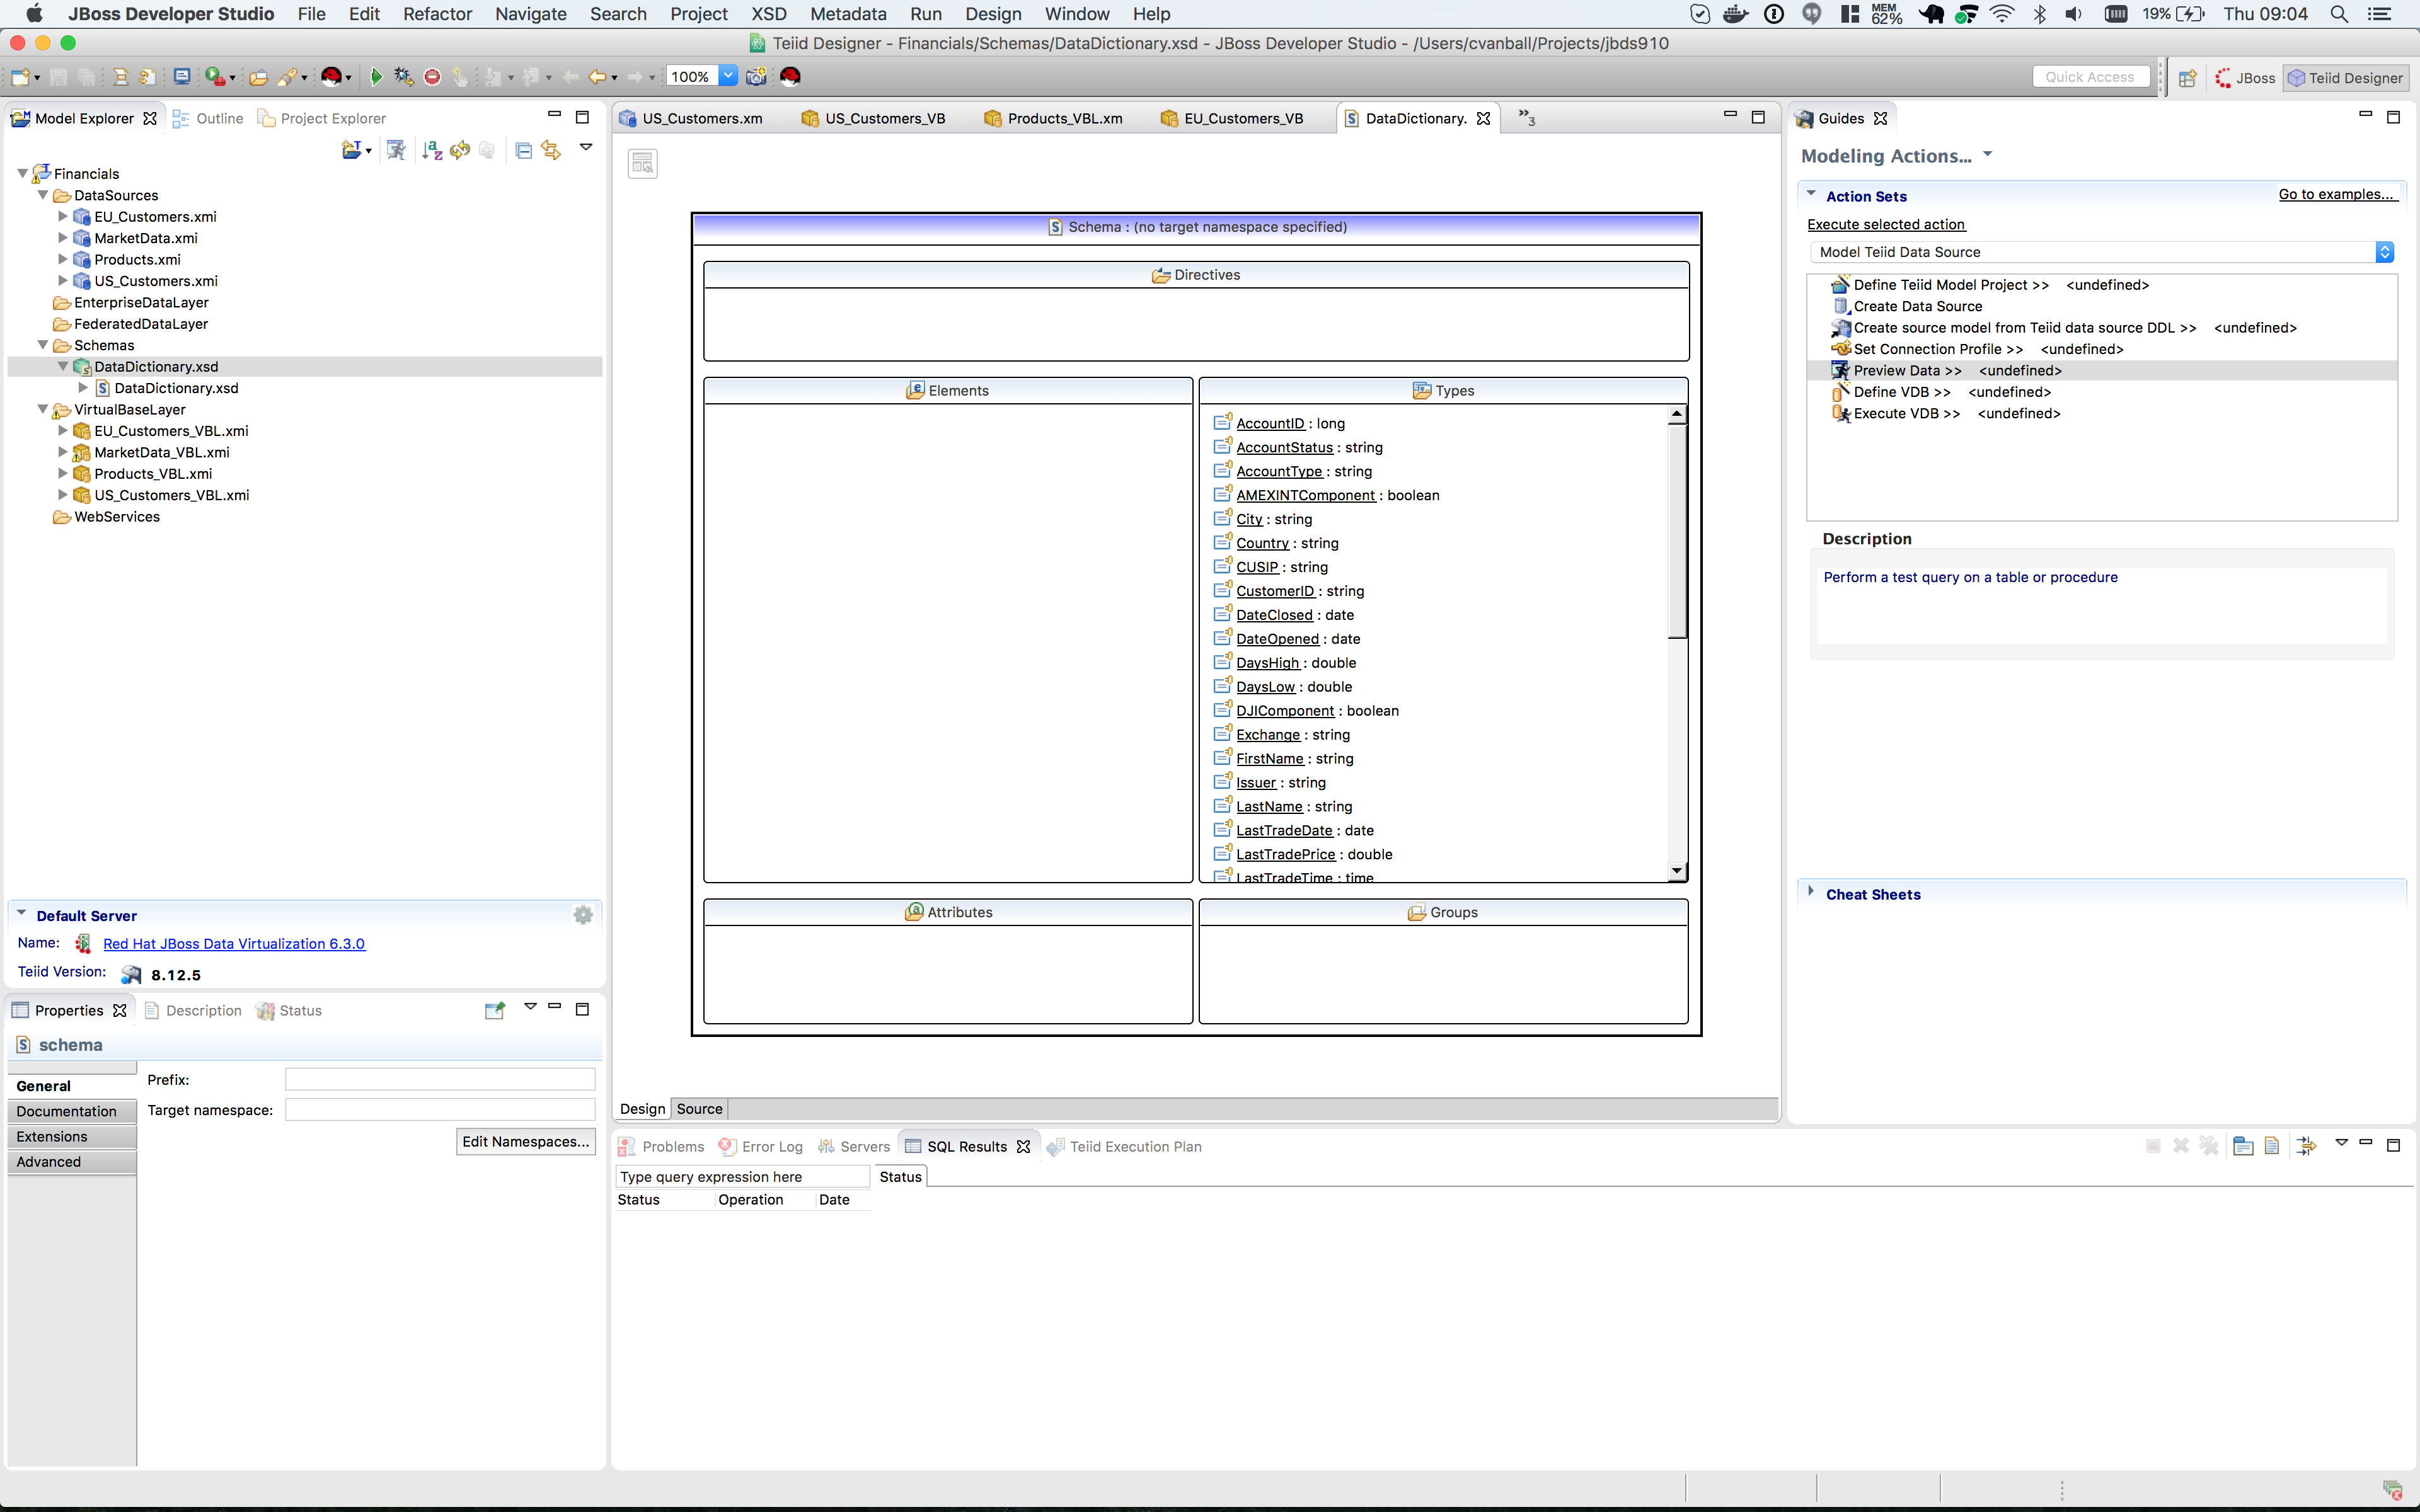 JBoss Developer Studio File Edit Refactor Navigate Search Project XSD Metadata Run Design Window Help MEM 62% 19% Thu 09:04
Teiid Designer - Financials/Schemas/DataDictionary.xsd - JBoss Developer Studio - /Users/cvanball/Projects/jbds910
100% Quick Access JBoss Teiid Designer
Model Explorer Outline Project Explorer
Financials
DataSources
EU_Customers.xmi
MarketData.xmi
Products.xmi
US_Customers.xmi
EnterpriseDataLayer
FederatedDataLayer
Schemas
DataDictionary.xsd
DataDictionary.xsd
VirtualBaseLayer
EU_Customers_VBL.xmi
MarketData_VBL.xmi
Products_VBL.xmi
US_Customers_VBL.xmi
WebServices
Default Server
Name: Red Hat JBoss Data Virtualization 6.3.0
Teiid Version: 8.12.5
Properties Description Status
schema
General
Documentation
Extensions
Advanced
Prefix:
Target namespace:
Edit Namespaces...
US_Customers.xm US_Customers_VB Products_VBL.xm EU_Customers_VB DataDictionary. »3
Schema : (no target namespace specified)
Directives
Elements
Types
AccountID : long
AccountStatus : string
AccountType : string
AMEXINTComponent : boolean
City : string
Country : string
CUSIP : string
CustomerID : string
DateClosed : date
DateOpened : date
DaysHigh : double
DaysLow : double
DJIComponent : boolean
Exchange : string
FirstName : string
Issuer : string
LastName : string
LastTradeDate : date
LastTradePrice : double
LastTradeTime : time
Attributes
Groups
Design Source
Problems Error Log Servers SQL Results Teiid Execution Plan
Type query expression here Status
Status Operation Date
Guides
Modeling Actions...
Action Sets Go to examples...
Execute selected action
Model Teiid Data Source
Define Teiid Model Project >> <undefined>
Create Data Source
Create source model from Teiid data source DDL >> <undefined>
Set Connection Profile >> <undefined>
Preview Data >> <undefined>
Define VDB >> <undefined>
Execute VDB >> <undefined>
Description
Perform a test query on a table or procedure
Cheat Sheets